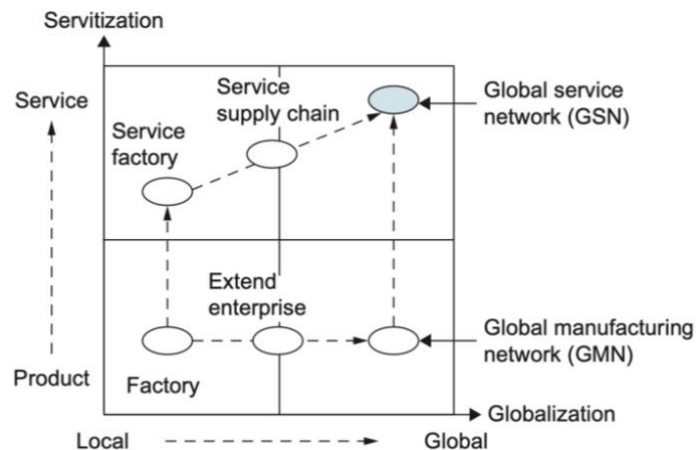 Servitization
Service
Service
supply chain
Global service
network (GSN)
Service
factory
Extend
enterprise
Global manufacturing
network (GMN)
Product
Factory
Globalization
Local
Global